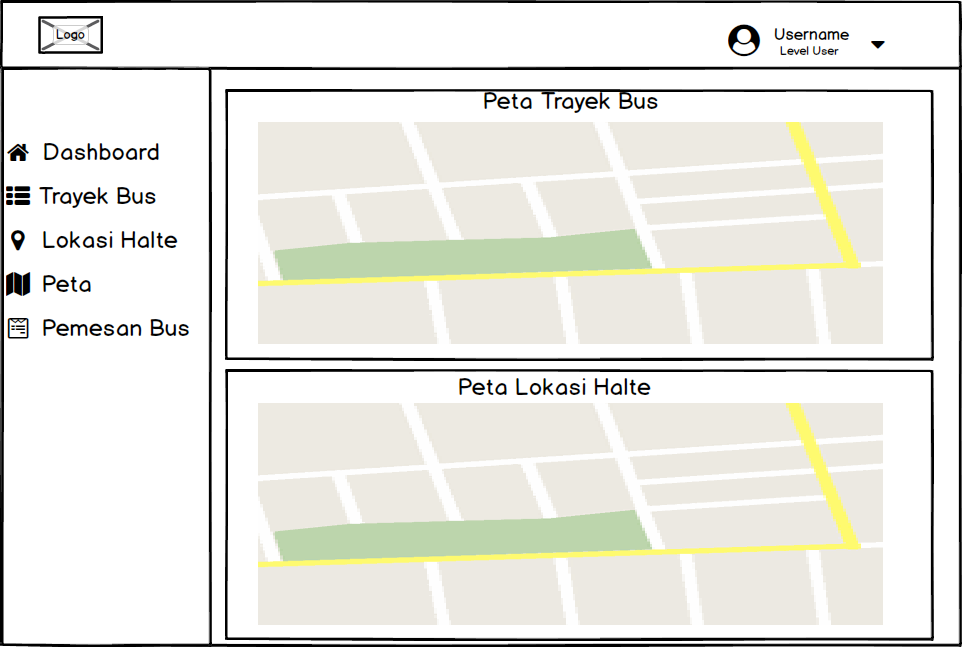 Logo
Username
Level User
Dashboard
Trayek Bus
Lokasi Halte
Peta
Pemesan Bus
Peta Trayek Bus
Peta Lokasi Halte